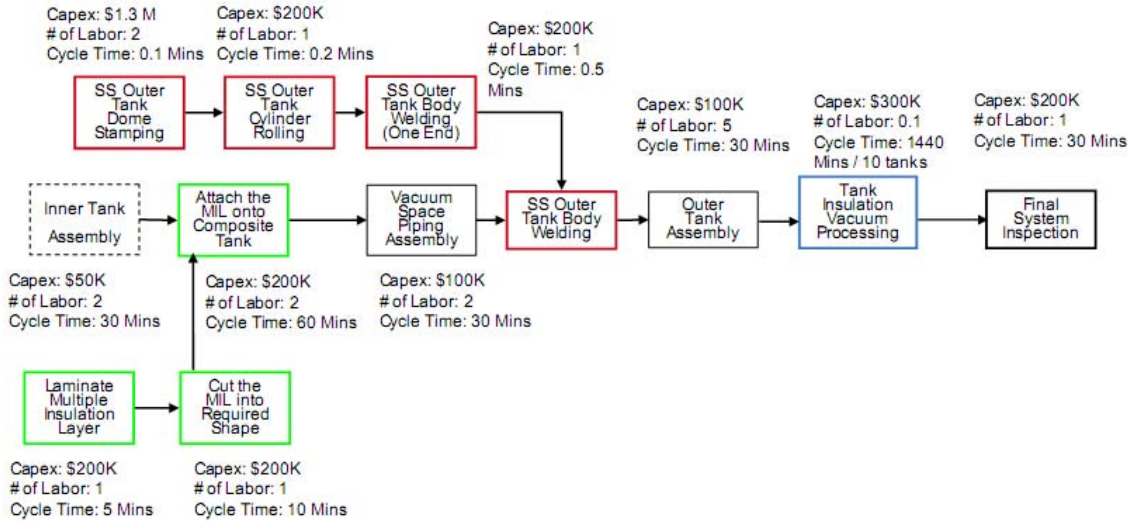 Capex: $1.3 M
# of Labor: 2
Cycle Time: 0.1 Mins
Capex: $200K
# of Labor: 1
Cycle Time: 0.2 Mins
Capex: $200K
# of Labor: 1
Cycle Time: 0.5
Mins
SS Outer
Tank
Dome
Stamping
SS Outer
Tank
Cylinder
Rolling
SS Outer
Tank Body
Welding
(One End)
Capex: $100K
# of Labor: 5
Cycle Time: 30 Mins
Capex: $300K
# of Labor: 0.1
Cycle Time: 1440
Mins / 10 tanks
Capex: $200K
# of Labor: 1
Cycle Time: 30 Mins
Inner Tank
Assembly
Attach the
MIL onto
Composite
Tank
Vacuum
Space
Piping
Assembly
SS Outer
Tank Body
Welding
Outer
Tank
Assembly
Tank
Insulation
Vacuum
Processing
Final
System
Inspection
Capex: $50K
# of Labor: 2
Cycle Time: 30 Mins
Capex: $200K
# of Labor: 2
Cycle Time: 60 Mins
Capex: $100K
# of Labor: 2
Cycle Time: 30 Mins
Laminate
Multiple
Insulation
Layer
Cut the
MIL into
Required
Shape
Capex: $200K
# of Labor: 1
Cycle Time: 5 Mins
Capex: $200K
# of Labor: 1
Cycle Time: 10 Mins